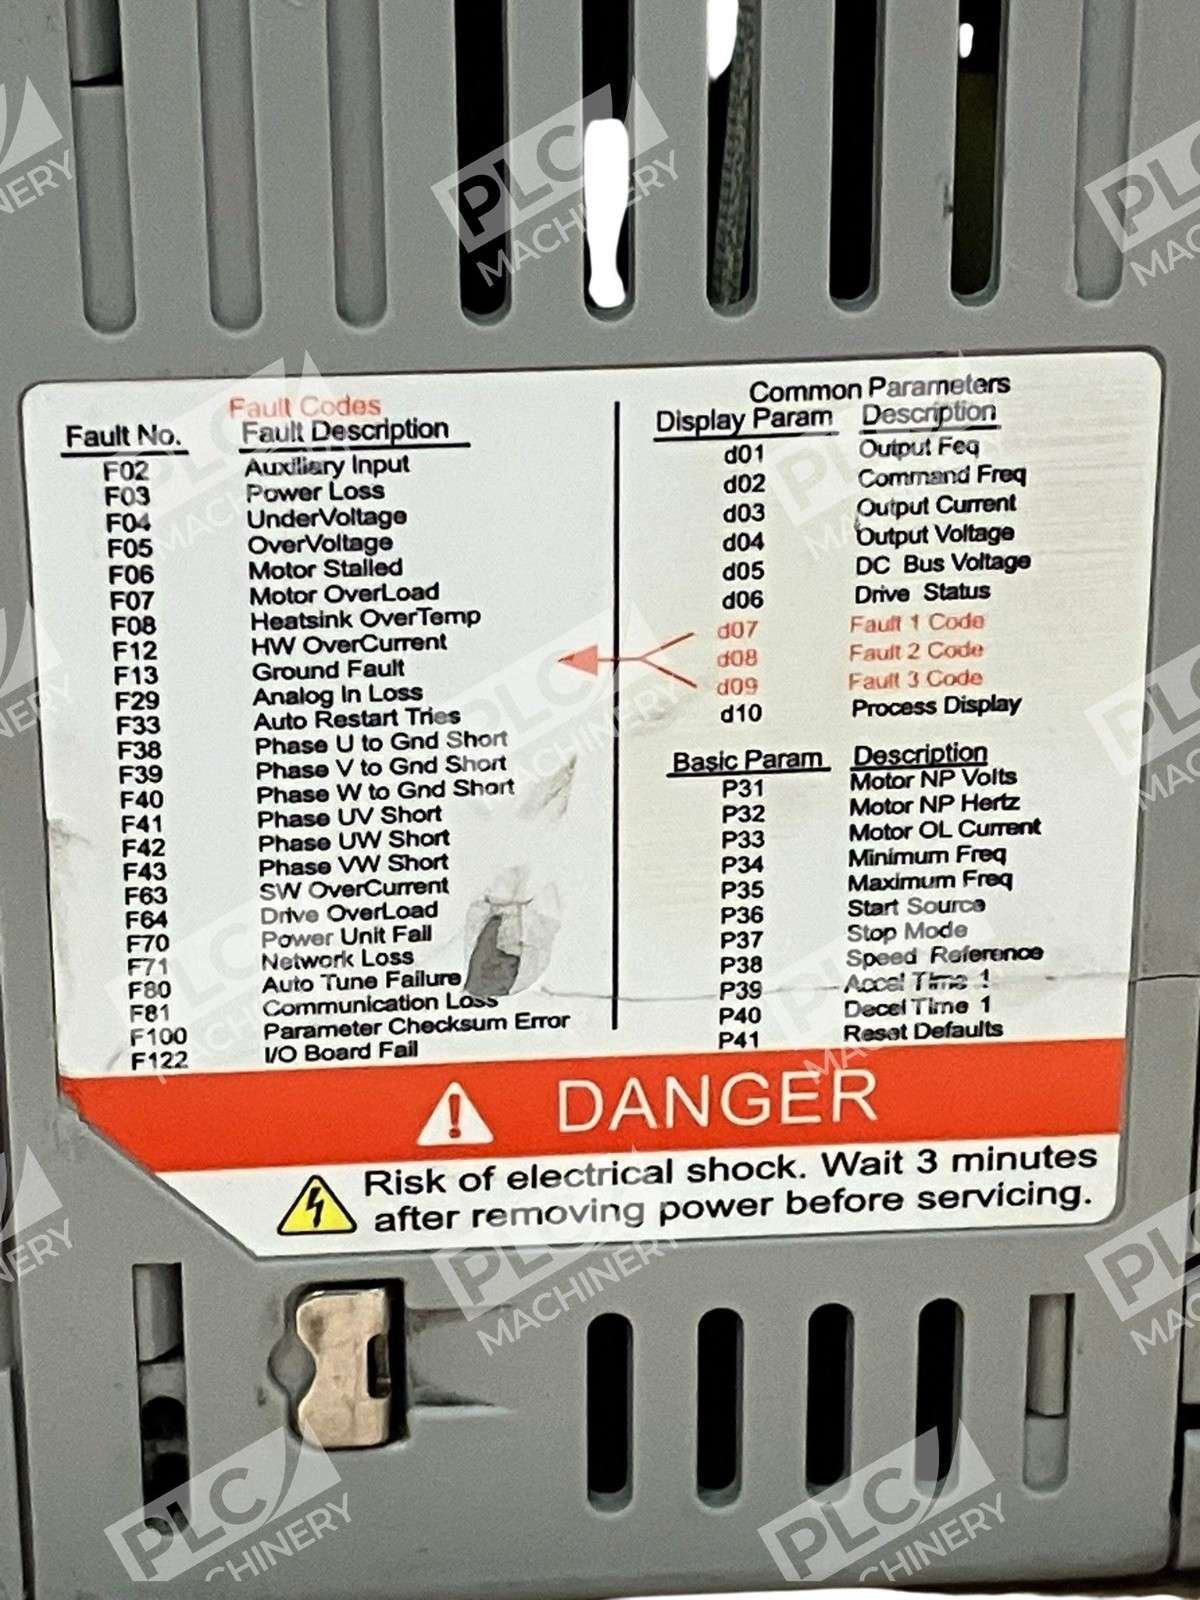 Fault Codes
Fault No. Fault Description
F02 Auxiliary Input
F03 Power Loss
F04 UnderVoltage
F05 OverVoltage
F06 Motor Stalled
F07 Motor OverLoad
F08 Heatsink OverTemp
F12 HW OverCurrent
F13 Ground Fault
F29 Analog In Loss
F33 Auto Restart Tries
F38 Phase U to Gnd Short
F39 Phase V to Gnd Short
F40 Phase W to Gnd Short
F41 Phase UV Short
F42 Phase UW Short
F43 Phase VW Short
F63 SW OverCurrent
F64 Drive OverLoad
F70 Power Unit Fail
F71 Network Loss
F80 Auto Tune Failure
F81 Communication Loss
F100 Parameter Checksum Error
F122 I/O Board Fail
Common Parameters
Display Param Description
d01 Output Feq
d02 Command Freq
d03 Output Current
d04 Output Voltage
d05 DC Bus Voltage
d06 Drive Status
d07 Fault 1 Code
d08 Fault 2 Code
d09 Fault 3 Code
d10 Process Display
Basic Param Description
P31 Motor NP Volts
P32 Motor NP Hertz
P33 Motor OL Current
P34 Minimum Freq
P35 Maximum Freq
P36 Start Source
P37 Stop Mode
P38 Speed Reference
P39 Accel Time 1
P40 Decel Time 1
P41 Reset Defaults
DANGER
Risk of electrical shock. Wait 3 minutes
after removing power before servicing.
PLC
MACHINERY